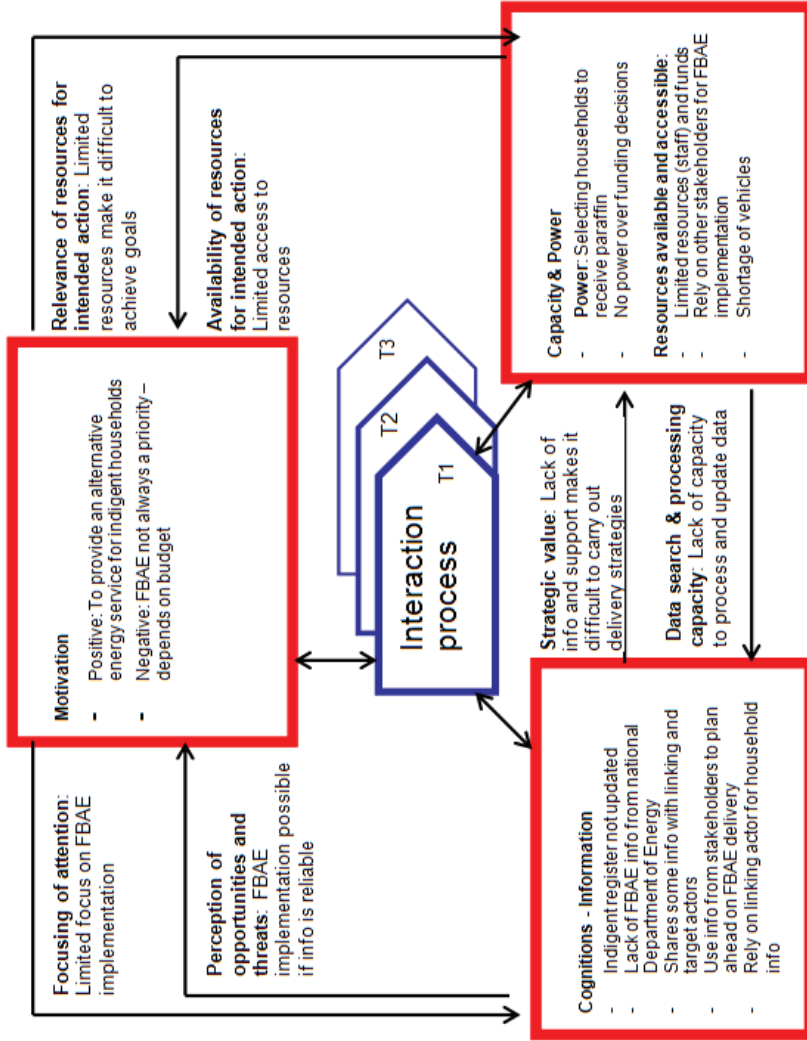 Focusing of attention:
Limited focus on FBAE
implementation
Perception of
opportunities and
threats: FBAE
implementation possible
if info is reliable
Motivation
- Positive: To provide an alternative
energy service for indigent households
- Negative: FBAE not always a priority –
depends on budget
Relevance of resources for
intended action: Limited
resources make it difficult to
achieve goals
Availability of resources
for intended action:
Limited access to
resources
Interaction
process
T1
T2
T3
Cognitions - Information
- Indigent register not updated
- Lack of FBAE info from national
Department of Energy
- Shares some info with linking and
target actors
- Use info from stakeholders to plan
ahead on FBAE delivery
- Rely on linking actor for household
info
Strategic value: Lack of
info and support makes it
difficult to carry out
delivery strategies
Data search & processing
capacity: Lack of capacity
to process and update data
Capacity & Power
- Power: Selecting households to
receive paraffin
- No power over funding decisions
Resources available and accessible:
- Limited resources (staff) and funds
- Rely on other stakeholders for FBAE
implementation
- Shortage of vehicles